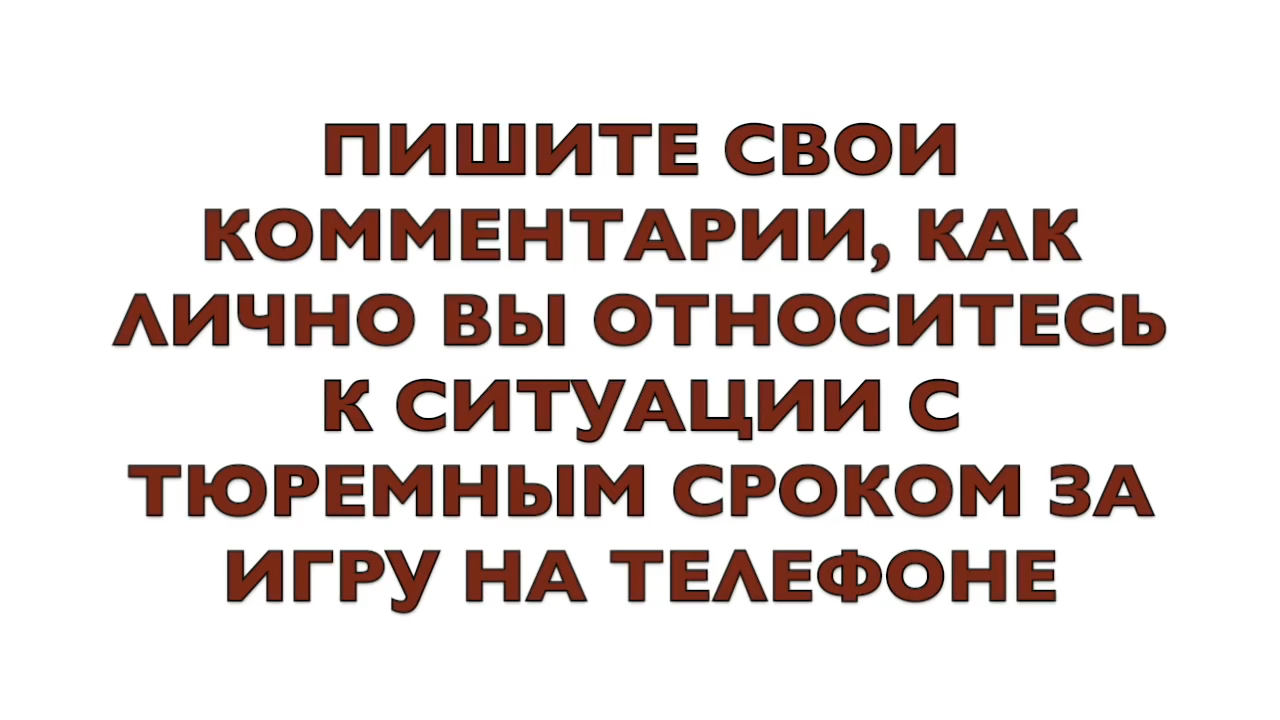 ПИШИТЕ СВОИ
КОММЕНТАРИИ, КАК
ЛИЧНО ВЫ ОТНОСИТЕСЬ
К СИТУАЦИИ С
ТЮРЕМНЫМ СРОКОМ ЗА
ИГРУ НА ТЕЛЕФОНЕ